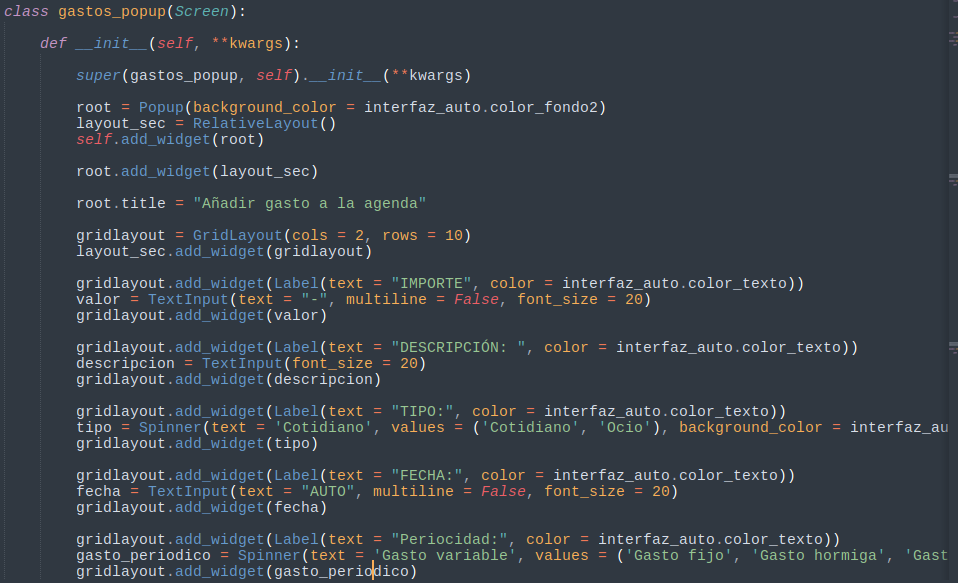 class gastos_popup(Screen):
def __init__(self, **kwargs):
super(gastos_popup, self).__init__(**kwargs)
root = Popup(background_color = interfaz_auto.color_fondo2)
layout_sec = RelativeLayout()
self.add_widget(root)
root.add_widget(layout_sec)
root.title = "Añadir gasto a la agenda"
gridlayout = GridLayout(cols = 2, rows = 10)
layout_sec.add_widget(gridlayout)
gridlayout.add_widget(Label(text = "IMPORTE", color = interfaz_auto.color_texto))
valor = TextInput(text = "-", multiline = False, font_size = 20)
gridlayout.add_widget(valor)
gridlayout.add_widget(Label(text = "DESCRIPCIÓN: ", color = interfaz_auto.color_texto))
descripcion = TextInput(font_size = 20)
gridlayout.add_widget(descripcion)
gridlayout.add_widget(Label(text = "TIPO:", color = interfaz_auto.color_texto))
tipo = Spinner(text = 'Cotidiano', values = ('Cotidiano', 'Ocio'), background_color = interfaz_au
gridlayout.add_widget(tipo)
gridlayout.add_widget(Label(text = "FECHA:", color = interfaz_auto.color_texto))
fecha = TextInput(text = "AUTO", multiline = False, font_size = 20)
gridlayout.add_widget(fecha)
gridlayout.add_widget(Label(text = "Periocidad:", color = interfaz_auto.color_texto))
gasto_periodico = Spinner(text = 'Gasto variable', values = ('Gasto fijo', 'Gasto hormiga', 'Gast
gridlayout.add_widget(gasto_periodico)